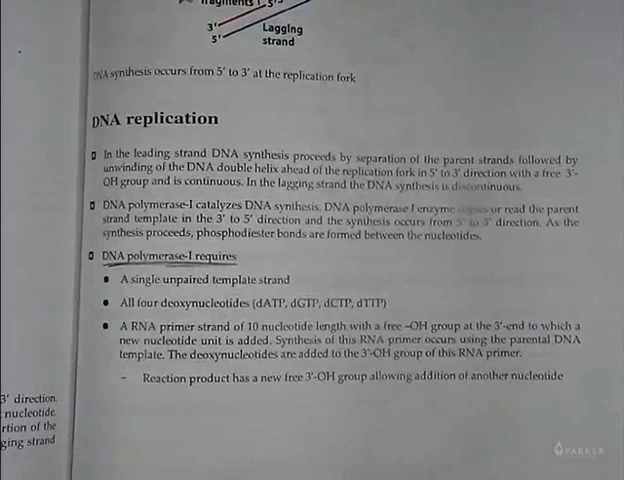 fragments 5'
3'
Lagging
5'
strand
DNA synthesis occurs from 5' to 3' at the replication fork
DNA replication
In the leading strand DNA synthesis proceeds by separation of the parent strands followed by
unwinding of the DNA double helix ahead of the replication fork in 5' to 3' direction with a free 3'-
OH group and is continuous. In the lagging strand the DNA synthesis is discontinuous.
DNA polymerase-I catalyzes DNA synthesis. DNA polymerase I enzyme copies or read the parent
strand template in the 3' to 5' direction and the synthesis occurs from 5' to 3' direction. As the
synthesis proceeds, phosphodiester bonds are formed between the nucleotides.
DNA polymerase-I requires
• A single unpaired template strand
• All four deoxynucleotides (dATP, dGTP, dCTP, dTTP)
• A RNA primer strand of 10 nucleotide length with a free –OH group at the 3'-end to which a
new nucleotide unit is added. Synthesis of this RNA primer occurs using the parental DNA
template. The deoxynucleotides are added to the 3'-OH group of this RNA primer.
– Reaction product has a new free 3'-OH group allowing addition of another nucleotide
3' direction.
nucleotide.
rtion of the
ging strand
PARKER